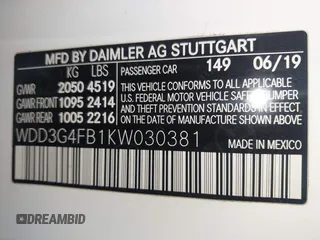 MFD BY DAIMLER AG STUTTGART
KG LBS PASSENGER CAR 149 06/19
GVWR 2050 4519
GAWR FRONT 1095 2414
GAWR REAR 1005 2216
THIS VEHICLE CONFORMS TO ALL APPLICABLE
U.S. FEDERAL MOTOR VEHICLE SAFETY, BUMPER,
AND THEFT PREVENTION STANDARDS IN EFFECT
ON THE DATE OF MANUFACTURE SHOWN ABOVE.
WDD3G4FB1KW030381
MADE IN MEXICO
DREAMBID